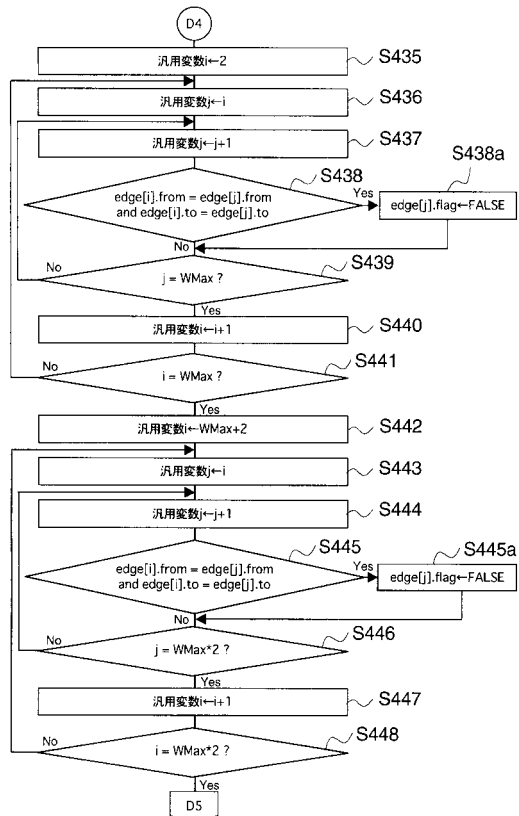 D4
汎用変数i←2
S435
汎用変数j←i
S436
汎用変数j←j+1
S437
S438
S438a
edge[i].from = edge[j].from
and edge[i].to = edge[j].to
Yes
edge[j].flag←FALSE
No
S439
No
j = WMax ?
Yes
汎用変数i←i+1
S440
S441
No
i = WMax ?
Yes
汎用変数i←WMax+2
S442
汎用変数j←i
S443
汎用変数j←j+1
S444
S445
S445a
edge[i].from = edge[j].from
and edge[i].to = edge[j].to
Yes
edge[j].flag←FALSE
No
S446
No
j = WMax*2 ?
Yes
汎用変数i←i+1
S447
S448
No
i = WMax*2 ?
Yes
D5